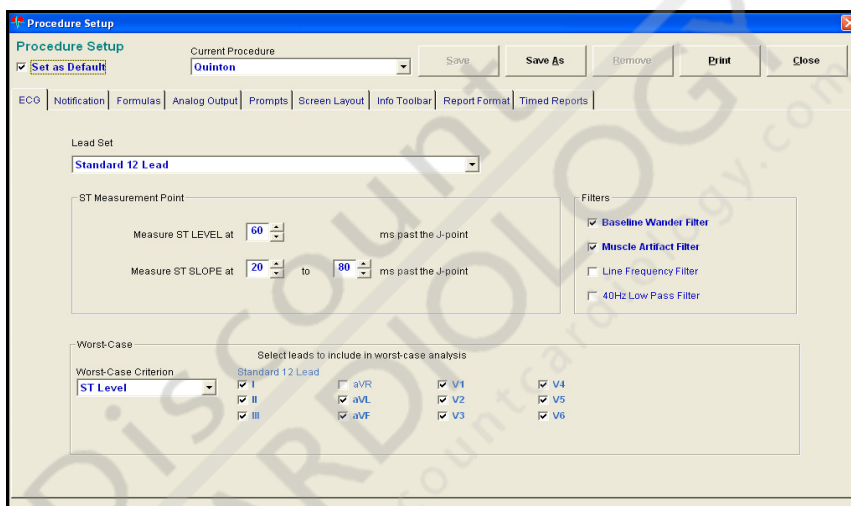 Procedure Setup
Procedure Setup
Set as Default
Current Procedure
Quinton
Save
Save As
Remove
Print
Close
ECG Notification Formulas Analog Output Prompts Screen Layout Info Toolbar Report Format Timed Reports
Lead Set
Standard 12 Lead
ST Measurement Point
Measure ST LEVEL at 60 ms past the J-point
Measure ST SLOPE at 20 to 80 ms past the J-point
Filters
Baseline Wander Filter
Muscle Artifact Filter
Line Frequency Filter
40Hz Low Pass Filter
Worst-Case
Select leads to include in worst-case analysis
Worst-Case Criterion
ST Level
Standard 12 Lead
I aVR V1 V4
II aVL V2 V5
III aVF V3 V6
Discount
CARDIOLOGY
discountcardiology.com